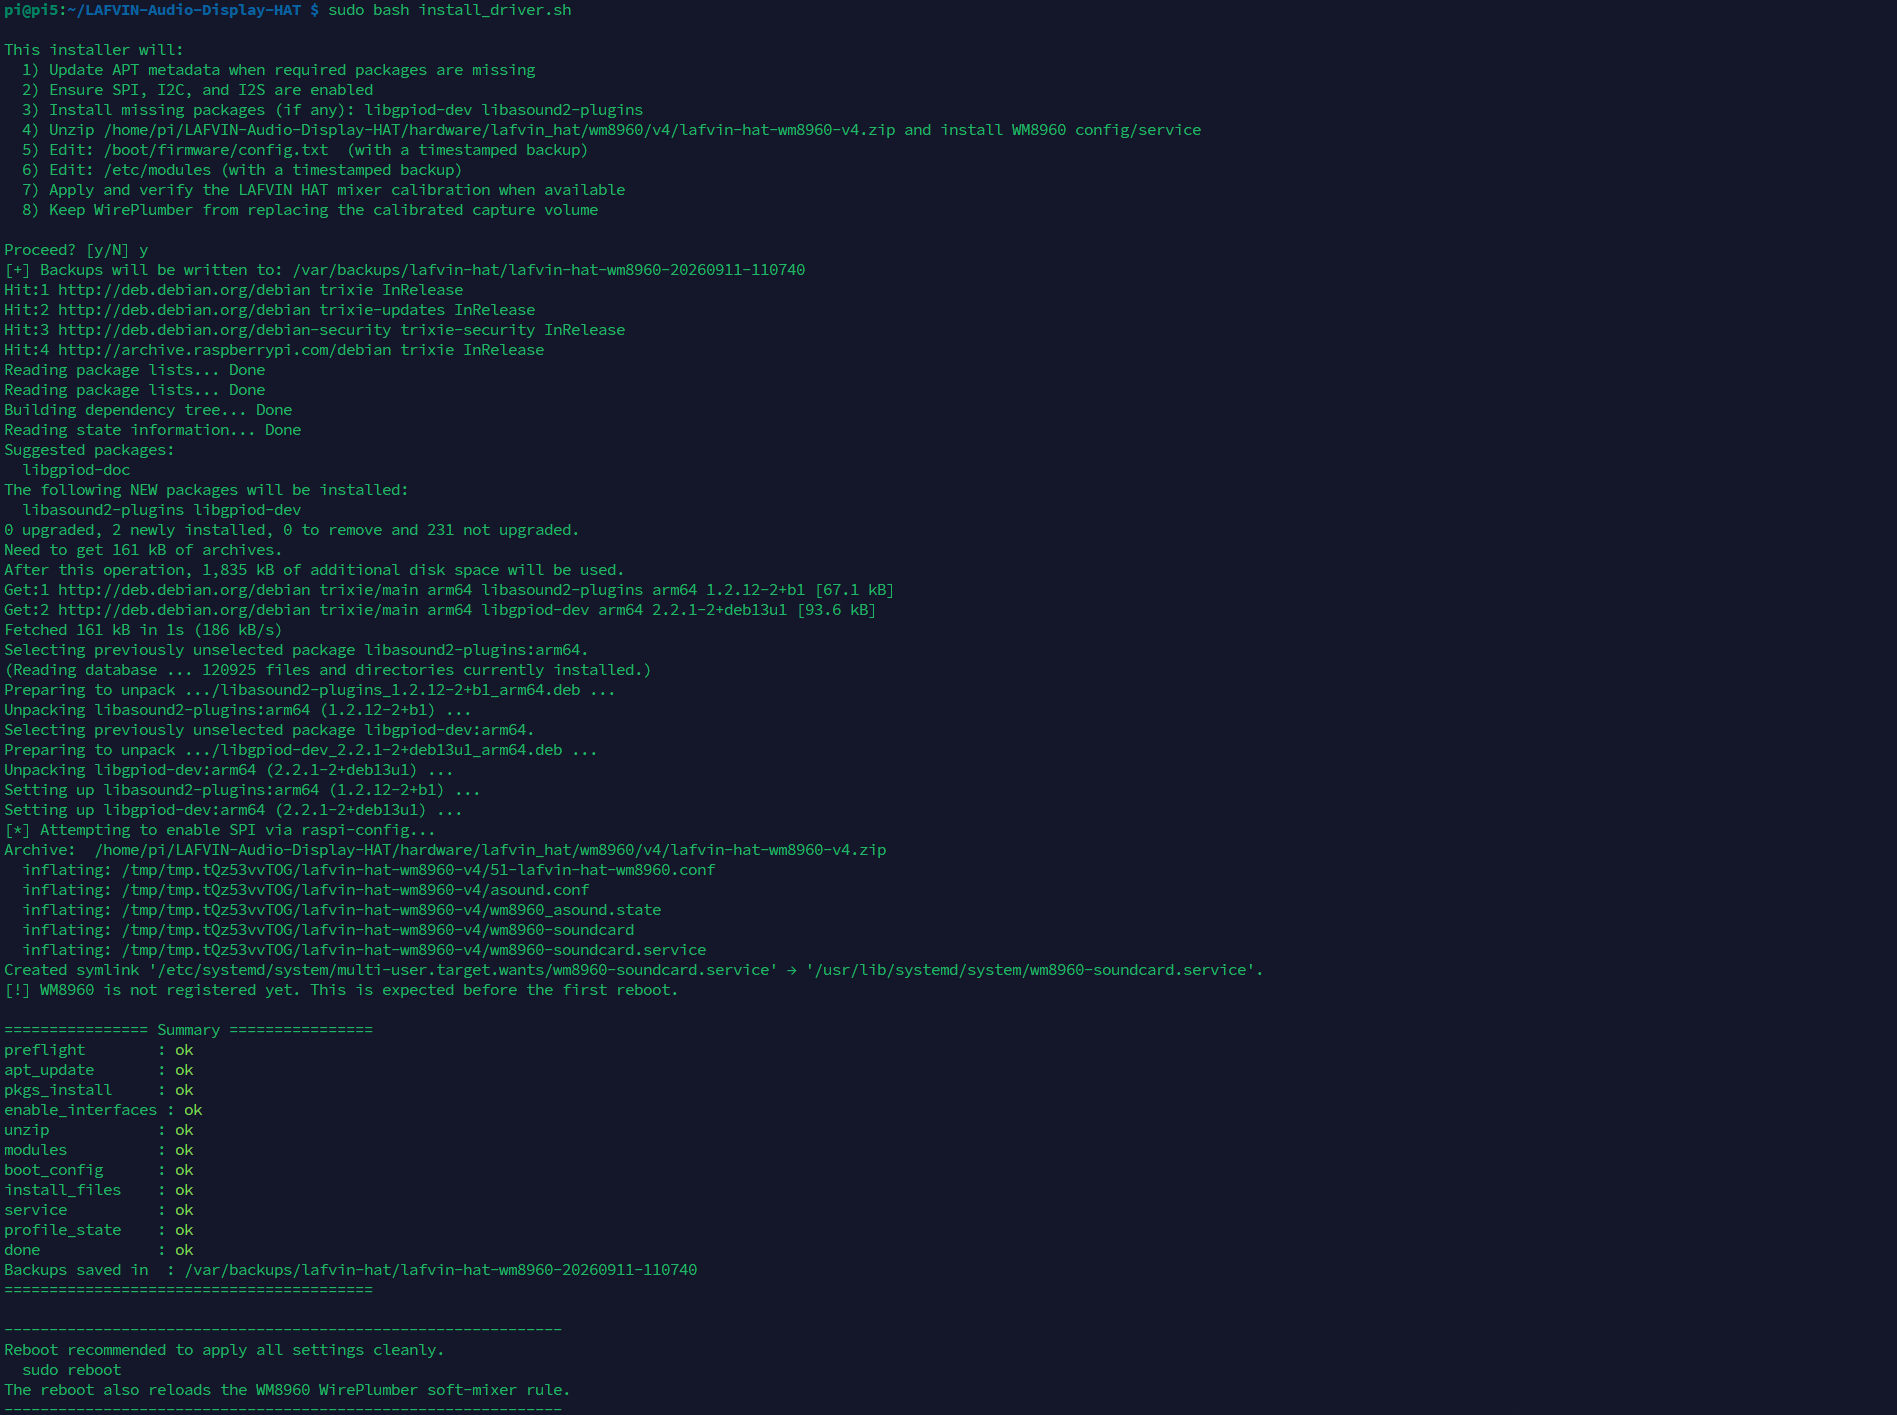 pi@pi5:~/LAFVIN-Audio-Display-HAT $ sudo bash install_driver.sh

This installer will:
  1) Update APT metadata when required packages are missing
  2) Ensure SPI, I2C, and I2S are enabled
  3) Install missing packages (if any): libgpiod-dev libasound2-plugins
  4) Unzip /home/pi/LAFVIN-Audio-Display-HAT/hardware/lafvin_hat/wm8960/v4/lafvin-hat-wm8960-v4.zip and install WM8960 config/service
  5) Edit: /boot/firmware/config.txt  (with a timestamped backup)
  6) Edit: /etc/modules (with a timestamped backup)
  7) Apply and verify the LAFVIN HAT mixer calibration when available
  8) Keep WirePlumber from replacing the calibrated capture volume

Proceed? [y/N] y
[+] Backups will be written to: /var/backups/lafvin-hat/lafvin-hat-wm8960-20260911-110740
Hit:1 http://deb.debian.org/debian trixie InRelease
Hit:2 http://deb.debian.org/debian trixie-updates InRelease
Hit:3 http://deb.debian.org/debian-security trixie-security InRelease
Hit:4 http://archive.raspberrypi.com/debian trixie InRelease
Reading package lists... Done
Reading package lists... Done
Building dependency tree... Done
Reading state information... Done
Suggested packages:
  libgpiod-doc
The following NEW packages will be installed:
  libasound2-plugins libgpiod-dev
0 upgraded, 2 newly installed, 0 to remove and 231 not upgraded.
Need to get 161 kB of archives.
After this operation, 1,835 kB of additional disk space will be used.
Get:1 http://deb.debian.org/debian trixie/main arm64 libasound2-plugins arm64 1.2.12-2+b1 [67.1 kB]
Get:2 http://deb.debian.org/debian trixie/main arm64 libgpiod-dev arm64 2.2.1-2+deb13u1 [93.6 kB]
Fetched 161 kB in 1s (186 kB/s)
Selecting previously unselected package libasound2-plugins:arm64.
(Reading database ... 120925 files and directories currently installed.)
Preparing to unpack .../libasound2-plugins_1.2.12-2+b1_arm64.deb ...
Unpacking libasound2-plugins:arm64 (1.2.12-2+b1) ...
Selecting previously unselected package libgpiod-dev:arm64.
Preparing to unpack .../libgpiod-dev_2.2.1-2+deb13u1_arm64.deb ...
Unpacking libgpiod-dev:arm64 (2.2.1-2+deb13u1) ...
Setting up libasound2-plugins:arm64 (1.2.12-2+b1) ...
Setting up libgpiod-dev:arm64 (2.2.1-2+deb13u1) ...
[*] Attempting to enable SPI via raspi-config...
Archive:  /home/pi/LAFVIN-Audio-Display-HAT/hardware/lafvin_hat/wm8960/v4/lafvin-hat-wm8960-v4.zip
  inflating: /tmp/tmp.tQz53vvTOG/lafvin-hat-wm8960-v4/51-lafvin-hat-wm8960.conf
  inflating: /tmp/tmp.tQz53vvTOG/lafvin-hat-wm8960-v4/asound.conf
  inflating: /tmp/tmp.tQz53vvTOG/lafvin-hat-wm8960-v4/wm8960_asound.state
  inflating: /tmp/tmp.tQz53vvTOG/lafvin-hat-wm8960-v4/wm8960-soundcard
  inflating: /tmp/tmp.tQz53vvTOG/lafvin-hat-wm8960-v4/wm8960-soundcard.service
Created symlink '/etc/systemd/system/multi-user.target.wants/wm8960-soundcard.service' → '/usr/lib/systemd/system/wm8960-soundcard.service'.
[!] WM8960 is not registered yet. This is expected before the first reboot.

================ Summary ================
preflight        : ok
apt_update       : ok
pkgs_install     : ok
enable_interfaces : ok
unzip            : ok
modules          : ok
boot_config      : ok
install_files    : ok
service          : ok
profile_state    : ok
done             : ok
Backups saved in  : /var/backups/lafvin-hat/lafvin-hat-wm8960-20260911-110740
=========================================

--------------------------------------------------------------
Reboot recommended to apply all settings cleanly.
  sudo reboot
The reboot also reloads the WM8960 WirePlumber soft-mixer rule.
--------------------------------------------------------------